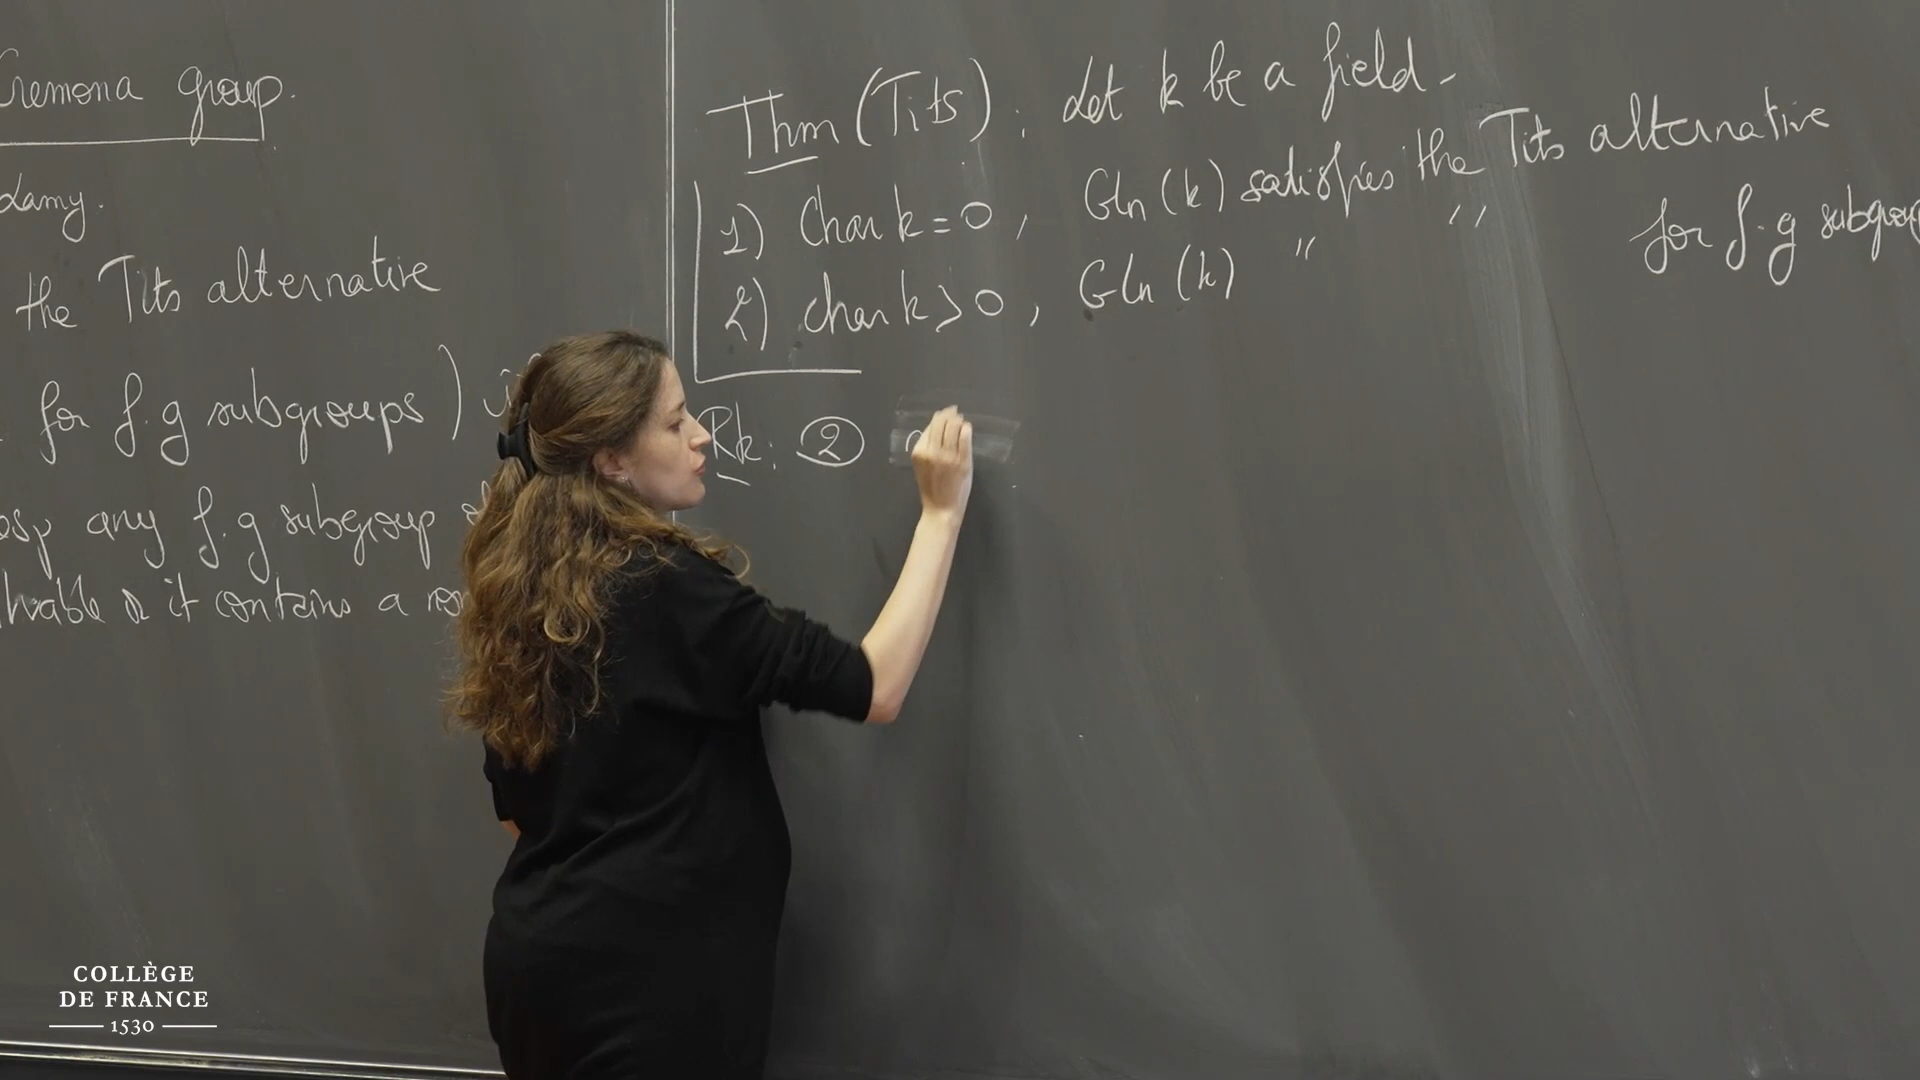 Cremona group.
Lamy.
the Tits alternative
for f.g subgroups)
any f.g subgroup
it contains a
Thm (Tits): Let k be a field -
1) Char k = 0, Gln (k) satisfies the Tits alternative
2) Char k > 0, Gln (k) " " for f.g subgroup
Rk: 2
COLLÈGE
DE FRANCE
1530